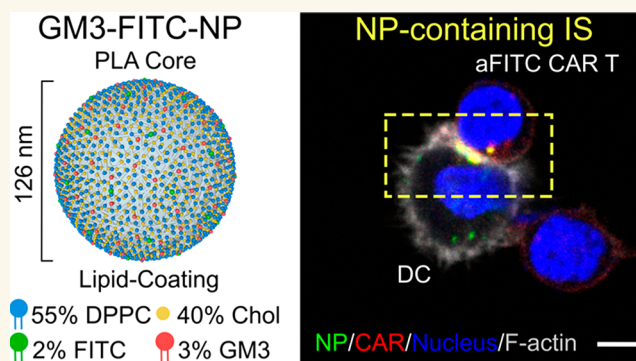 GM3-FITC-NP
PLA Core
126 nm
Lipid-Coating
55% DPPC 40% Chol
2% FITC 3% GM3
NP-containing IS
aFITC CAR T
DC
NP/CAR/Nucleus/F-actin